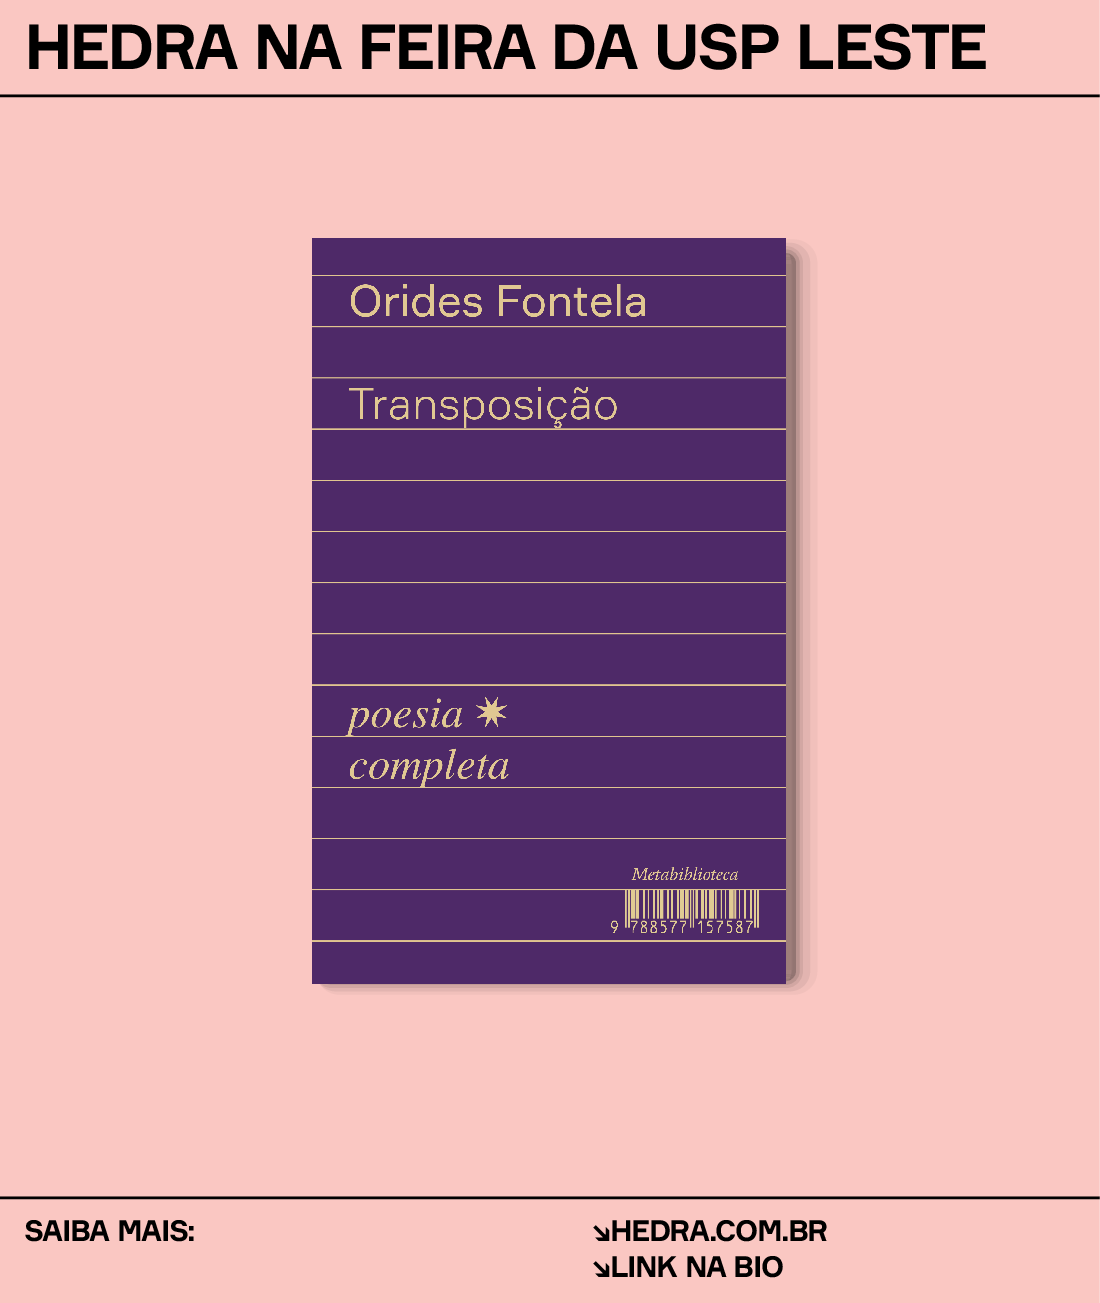 HEDRA NA FEIRA DA USP LESTE
Orides Fontela
Transposição
poesia ✷
completa
Metabiblioteca
9 788577 157587
SAIBA MAIS:
↘HEDRA.COM.BR
↘LINK NA BIO